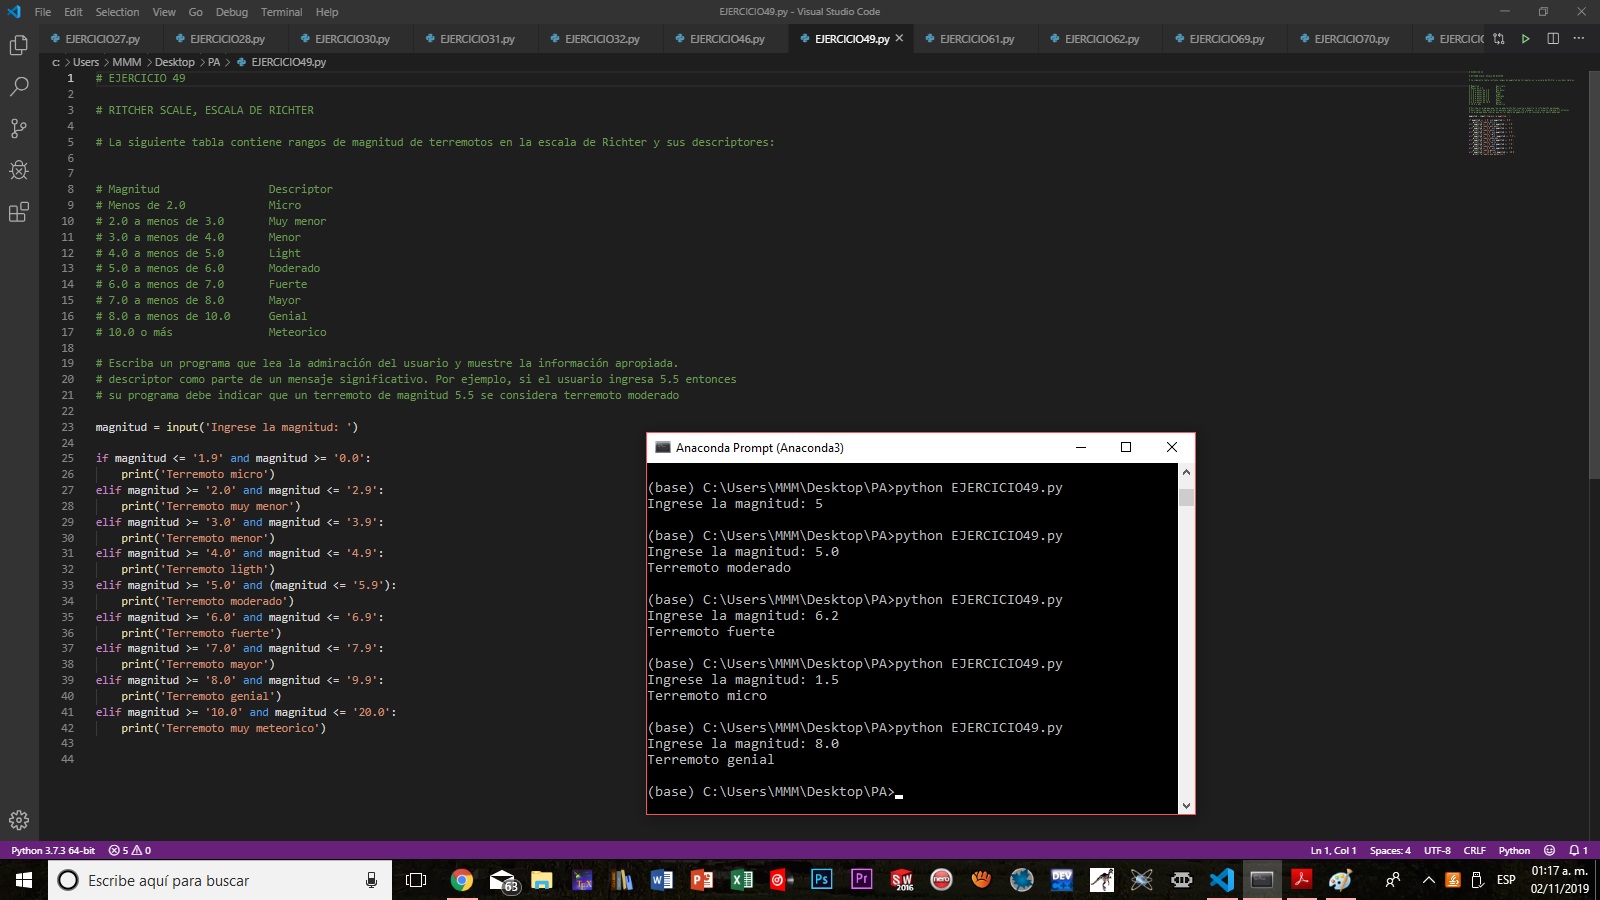 File Edit Selection View Go Debug Terminal Help
EJERCICIO49.py - Visual Studio Code
EJERCICIO27.py EJERCICIO28.py EJERCICIO30.py EJERCICIO31.py EJERCICIO32.py EJERCICIO46.py EJERCICIO49.py EJERCICIO61.py EJERCICIO62.py EJERCICIO69.py EJERCICIO70.py EJERCICI
C: > Users > MMM > Desktop > PA > EJERCICIO49.py
1 # EJERCICIO 49
2
3 # RITCHER SCALE, ESCALA DE RICHTER
4
5 # La siguiente tabla contiene rangos de magnitud de terremotos en la escala de Richter y sus descriptores:
6
7
8 # Magnitud Descriptor
9 # Menos de 2.0 Micro
10 # 2.0 a menos de 3.0 Muy menor
11 # 3.0 a menos de 4.0 Menor
12 # 4.0 a menos de 5.0 Light
13 # 5.0 a menos de 6.0 Moderado
14 # 6.0 a menos de 7.0 Fuerte
15 # 7.0 a menos de 8.0 Mayor
16 # 8.0 a menos de 10.0 Genial
17 # 10.0 o más Meteorico
18
19 # Escriba un programa que lea la admiración del usuario y muestre la información apropiada.
20 # descriptor como parte de un mensaje significativo. Por ejemplo, si el usuario ingresa 5.5 entonces
21 # su programa debe indicar que un terremoto de magnitud 5.5 se considera terremoto moderado
22
23 magnitud = input('Ingrese la magnitud: ')
24
25 if magnitud <= '1.9' and magnitud >= '0.0':
26 print('Terremoto micro')
27 elif magnitud >= '2.0' and magnitud <= '2.9':
28 print('Terremoto muy menor')
29 elif magnitud >= '3.0' and magnitud <= '3.9':
30 print('Terremoto menor')
31 elif magnitud >= '4.0' and magnitud <= '4.9':
32 print('Terremoto ligth')
33 elif magnitud >= '5.0' and (magnitud <= '5.9'):
34 print('Terremoto moderado')
35 elif magnitud >= '6.0' and magnitud <= '6.9':
36 print('Terremoto fuerte')
37 elif magnitud >= '7.0' and magnitud <= '7.9':
38 print('Terremoto mayor')
39 elif magnitud >= '8.0' and magnitud <= '9.9':
40 print('Terremoto genial')
41 elif magnitud >= '10.0' and magnitud <= '20.0':
42 print('Terremoto muy meteorico')
43
44
Anaconda Prompt (Anaconda3)
(base) C:\Users\MMM\Desktop\PA>python EJERCICIO49.py
Ingrese la magnitud: 5
(base) C:\Users\MMM\Desktop\PA>python EJERCICIO49.py
Ingrese la magnitud: 5.0
Terremoto moderado
(base) C:\Users\MMM\Desktop\PA>python EJERCICIO49.py
Ingrese la magnitud: 6.2
Terremoto fuerte
(base) C:\Users\MMM\Desktop\PA>python EJERCICIO49.py
Ingrese la magnitud: 1.5
Terremoto micro
(base) C:\Users\MMM\Desktop\PA>python EJERCICIO49.py
Ingrese la magnitud: 8.0
Terremoto genial
(base) C:\Users\MMM\Desktop\PA>
Python 3.7.3 64-bit 5 0
Ln 1, Col 1 Spaces: 4 UTF-8 CRLF Python 1
Escribe aquí para buscar
63
Ps Pr SW 2016 nero DEV
ESP
01:17 a. m.
02/11/2019